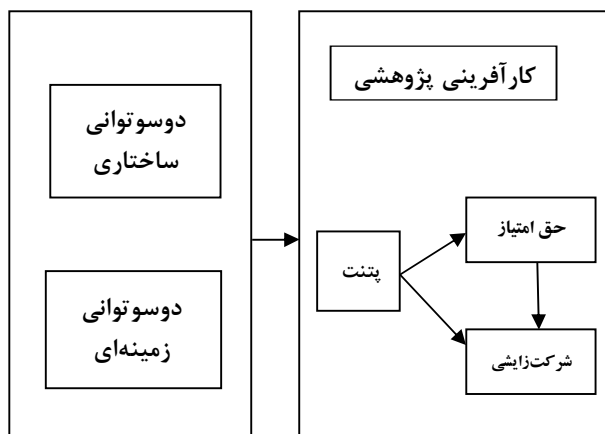 کارآفرینی پژوهشی
دوسوتوانی
ساختاری
حق امتیاز
پتنت
دوسوتوانی
زمینه‌ای
شرکت‌زایشی